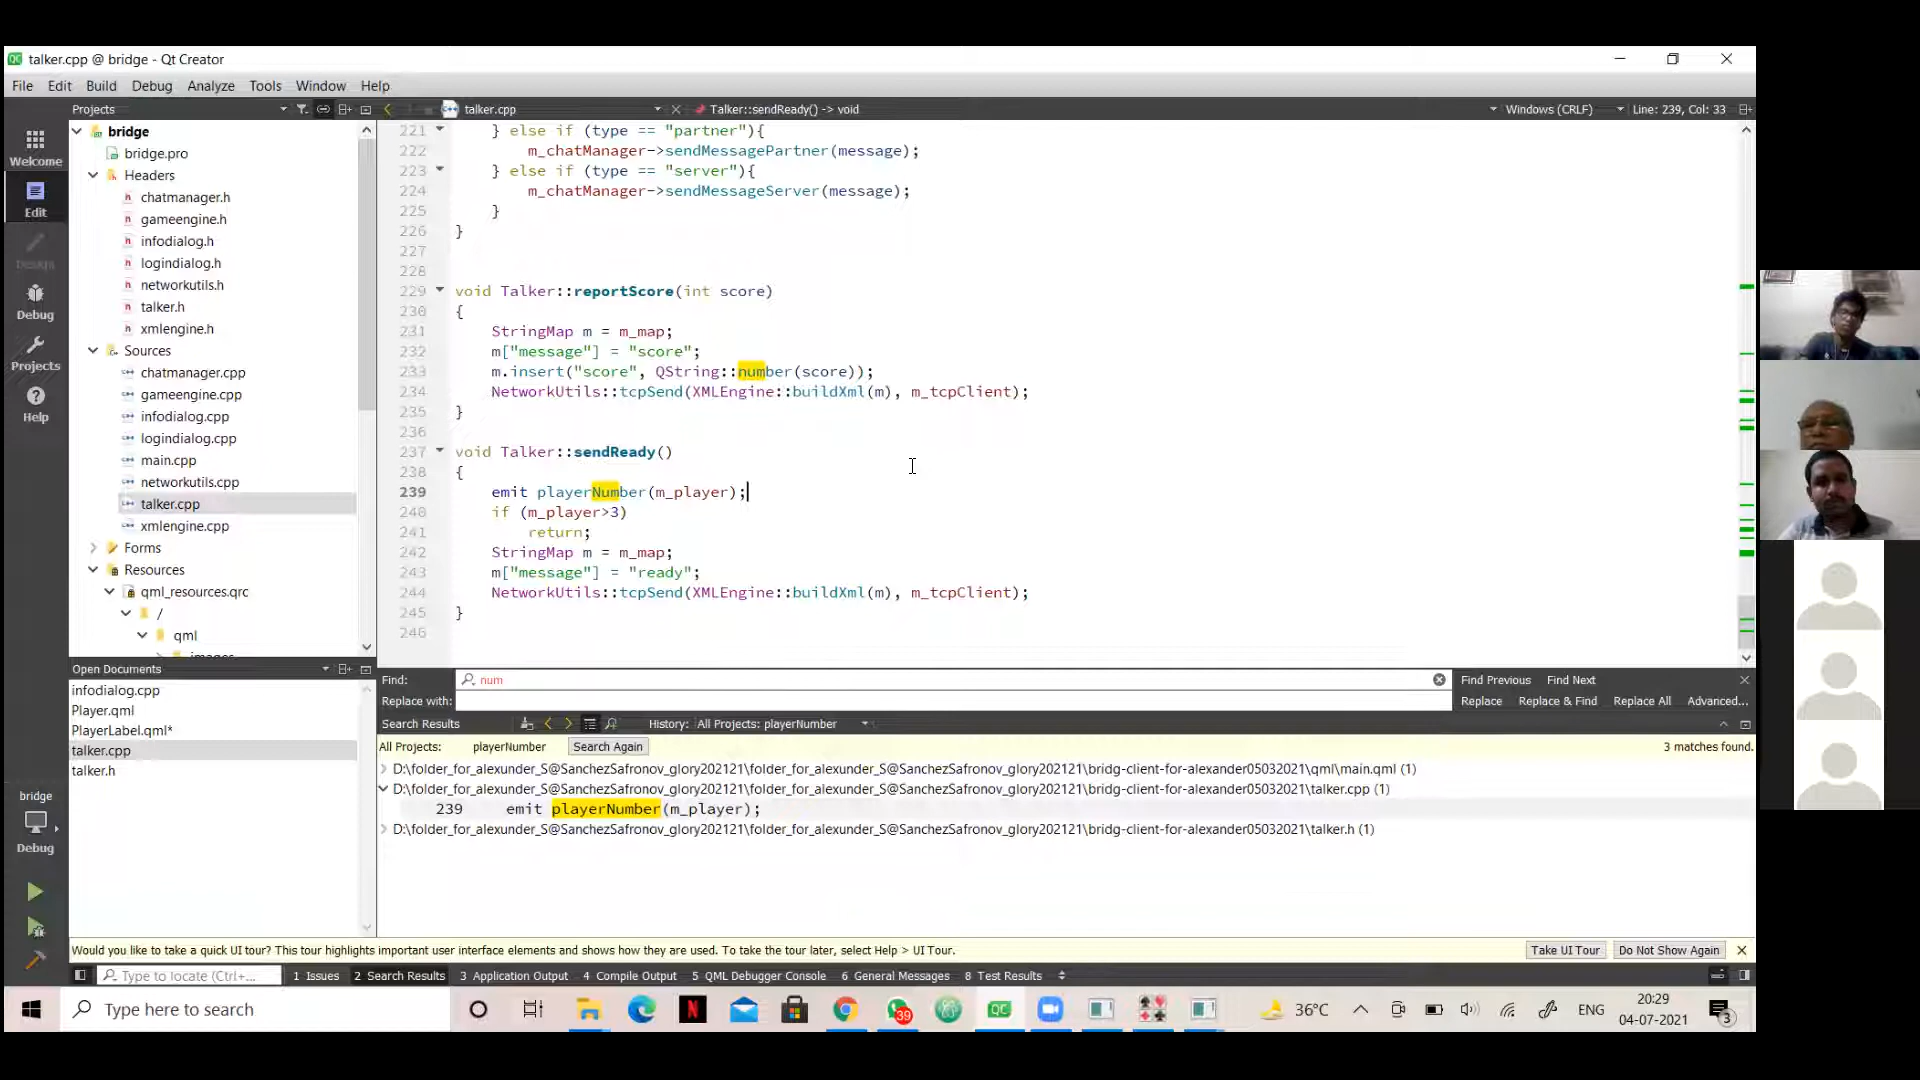 talker.cpp @ bridge - Qt Creator
File Edit Build Debug Analyze Tools Window Help
Projects
talker.cpp
Talker::sendReady() -> void
Windows (CRLF)
Line: 239, Col: 33
Welcome
Edit
Design
Debug
Projects
Help
bridge
bridge.pro
Headers
chatmanager.h
gameengine.h
infodialog.h
logindialog.h
networkutils.h
talker.h
xmlengine.h
Sources
chatmanager.cpp
gameengine.cpp
infodialog.cpp
logindialog.cpp
main.cpp
networkutils.cpp
talker.cpp
xmlengine.cpp
Forms
Resources
qml_resources.qrc
/
qml
images
221 } else if (type == "partner"){
222 m_chatManager->sendMessagePartner(message);
223 } else if (type == "server"){
224 m_chatManager->sendMessageServer(message);
225 }
226 }
227
228
229 void Talker::reportScore(int score)
230 {
231 StringMap m = m_map;
232 m["message"] = "score";
233 m.insert("score", QString::number(score));
234 NetworkUtils::tcpSend(XMLEngine::buildXml(m), m_tcpClient);
235 }
236
237 void Talker::sendReady()
238 {
239 emit playerNumber(m_player);
240 if (m_player>3)
241 return;
242 StringMap m = m_map;
243 m["message"] = "ready";
244 NetworkUtils::tcpSend(XMLEngine::buildXml(m), m_tcpClient);
245 }
246
Open Documents
infodialog.cpp
Player.qml
PlayerLabel.qml*
talker.cpp
talker.h
bridge
Debug
Find: num
Find Previous Find Next
Replace with:
Replace Replace & Find Replace All Advanced...
Search Results
History: All Projects: playerNumber
All Projects: playerNumber Search Again
3 matches found.
D:\folder_for_alexunder_S@SanchezSafronov_glory202121\folder_for_alexunder_S@SanchezSafronov_glory202121\bridg-client-for-alexander05032021\qml\main.qml (1)
D:\folder_for_alexunder_S@SanchezSafronov_glory202121\folder_for_alexunder_S@SanchezSafronov_glory202121\bridg-client-for-alexander05032021\talker.cpp (1)
239 emit playerNumber(m_player);
D:\folder_for_alexunder_S@SanchezSafronov_glory202121\folder_for_alexunder_S@SanchezSafronov_glory202121\bridg-client-for-alexander05032021\talker.h (1)
Would you like to take a quick UI tour? This tour highlights important user interface elements and shows how they are used. To take the tour later, select Help > UI Tour.
Take UI Tour Do Not Show Again
Type to locate (Ctrl+...
1 Issues 2 Search Results 3 Application Output 4 Compile Output 5 QML Debugger Console 6 General Messages 8 Test Results
Type here to search
N
39
QC
36°C
ENG
20:29
04-07-2021
3